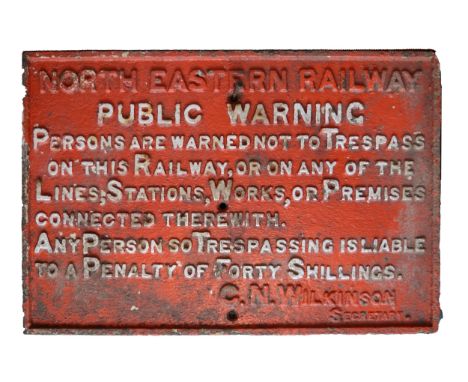 NORTH EASTERN RAILWAY
PUBLIC WARNING
PERSONS ARE WARNED NOT TO TRESPASS
ON THIS RAILWAY, OR ON ANY OF THE
LINES, STATIONS, WORKS, OR PREMISES
CONNECTED THEREWITH.
ANY PERSON SO TRESPASSING IS LIABLE
TO A PENALTY OF FORTY SHILLINGS.
C. N. WILKINSON
SECRETARY.